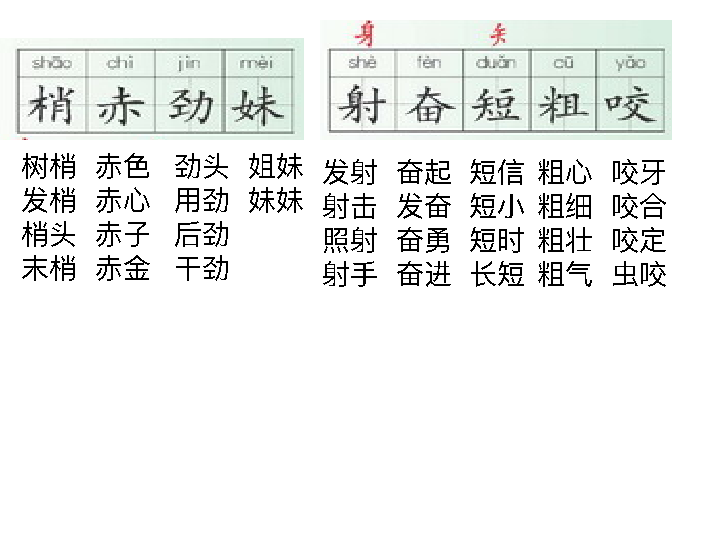 shāo chì jìn mèi
梢 赤 劲 妹
树梢 赤色 劲头 姐妹
发梢 赤心 用劲 妹妹
梢头 赤子 后劲
末梢 赤金 干劲
身 矢
shè fèn duǎn cū yǎo
射 奋 短 粗 咬
发射 奋起 短信 粗心 咬牙
射击 发奋 短小 粗细 咬合
照射 奋勇 短时 粗壮 咬定
射手 奋进 长短 粗气 虫咬